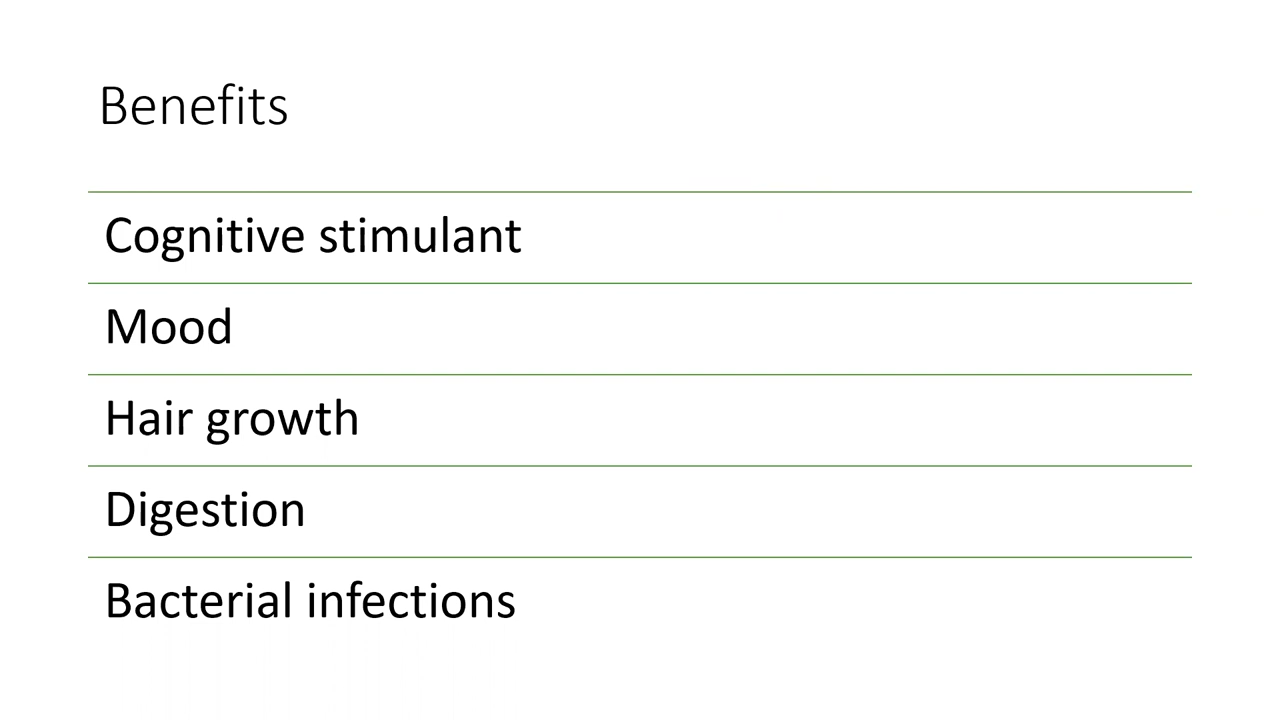 Benefits
Cognitive stimulant
Mood
Hair growth
Digestion
Bacterial infections